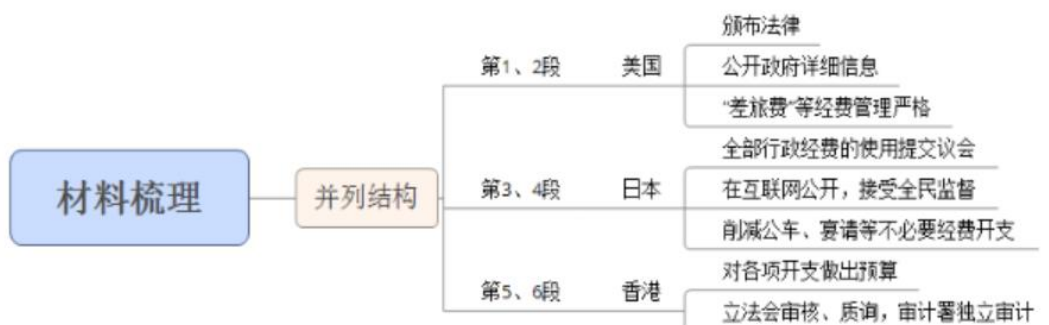 材料梳理
并列结构
第1、2段 美国
颁布法律
公开政府详细信息
“差旅费”等经费管理严格
第3、4段 日本
全部行政经费的使用提交议会
在互联网公开，接受全民监督
削减公车、宴请等不必要经费开支
第5、6段 香港
对各项开支做出预算
立法会审核、质询，审计署独立审计